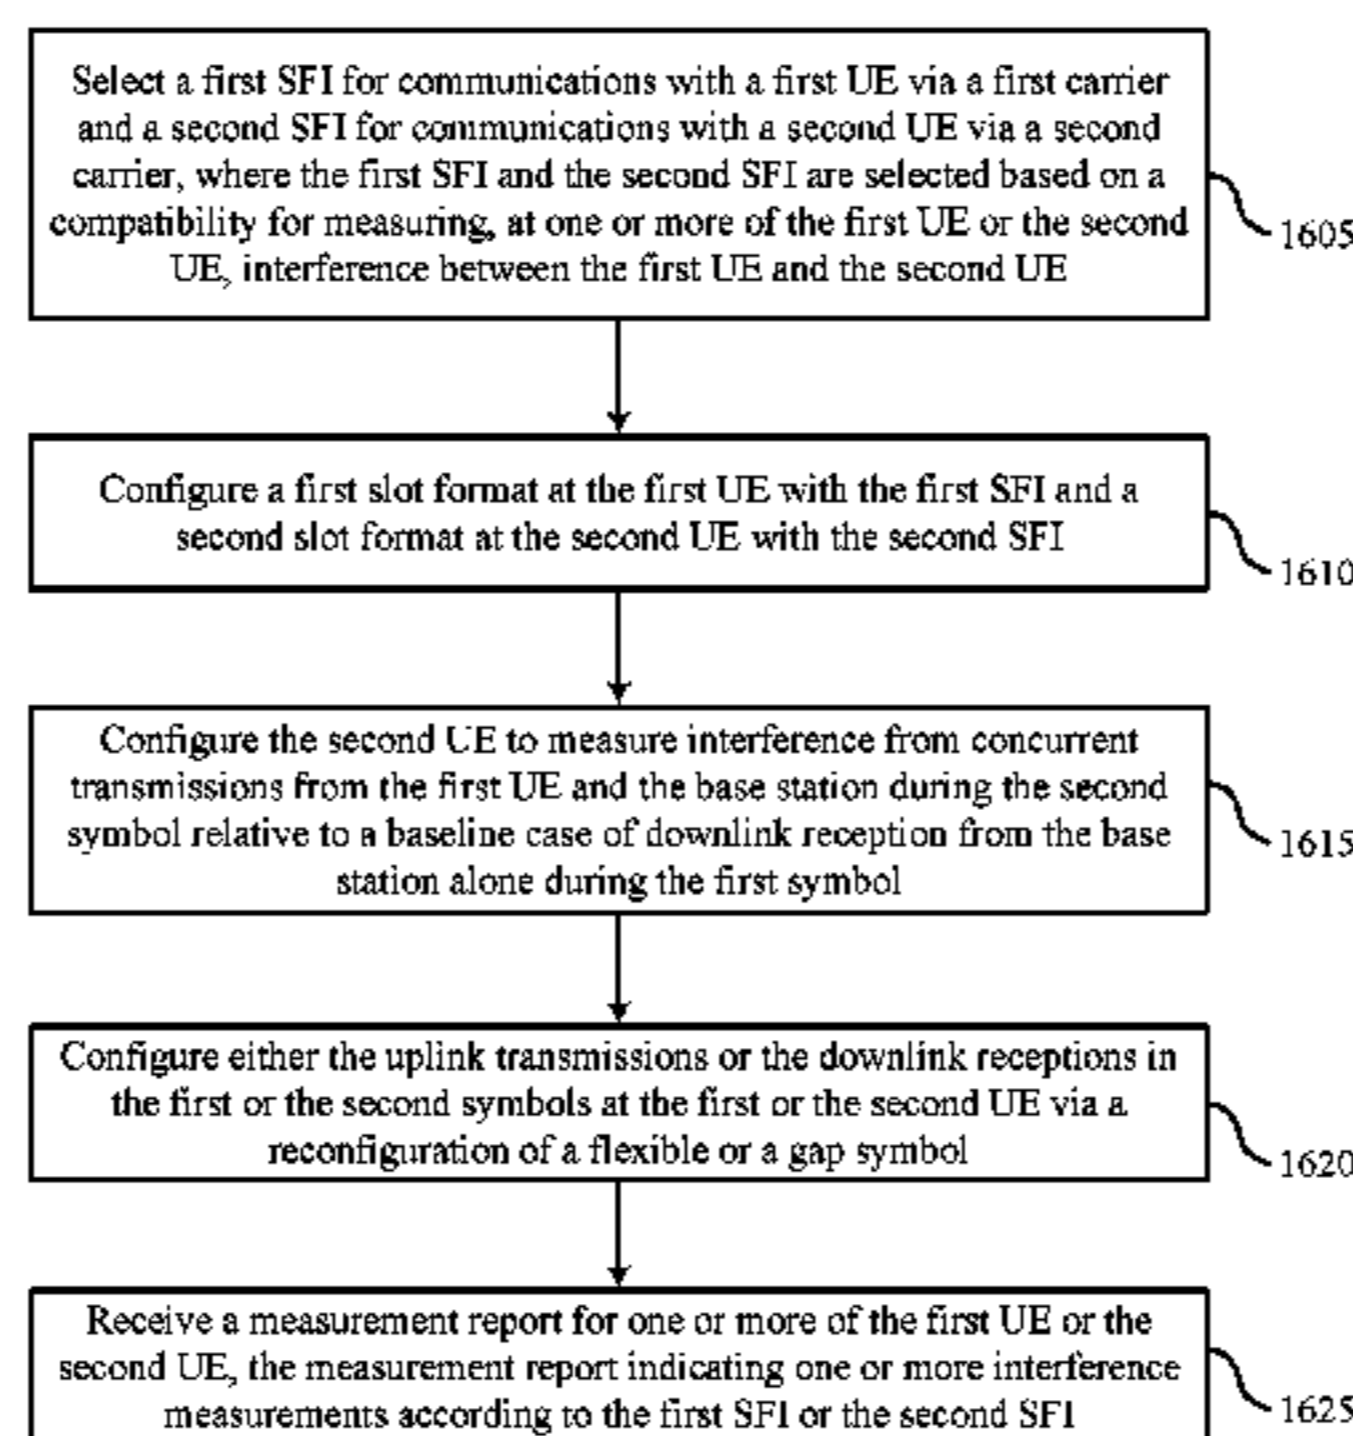 Select a first SFI for communications with a first UE via a first carrier
and a second SFI for communications with a second UE via a second
carrier, where the first SFI and the second SFI are selected based on a
compatibility for measuring, at one or more of the first UE or the second
UE, interference between the first UE and the second UE
1605
Configure a first slot format at the first UE with the first SFI and a
second slot format at the second UE with the second SFI
1610
Configure the second UE to measure interference from concurrent
transmissions from the first UE and the base station during the second
symbol relative to a baseline case of downlink reception from the base
station alone during the first symbol
1615
Configure either the uplink transmissions or the downlink receptions in
the first or the second symbols at the first or the second UE via a
reconfiguration of a flexible or a gap symbol
1620
Receive a measurement report for one or more of the first UE or the
second UE, the measurement report indicating one or more interference
measurements according to the first SFI or the second SFI
1625